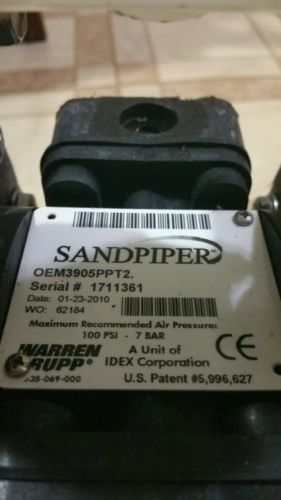 SANDPIPER™
OEM3905PPT2.
Serial # 1711361
Date: 01-23-2010
WO: 62184
Maximum Recommended Air Pressure:
100 PSI - 7 BAR
WARREN RUPP®
A Unit of
IDEX Corporation
CE
535-069-000
U.S. Patent #5,996,627